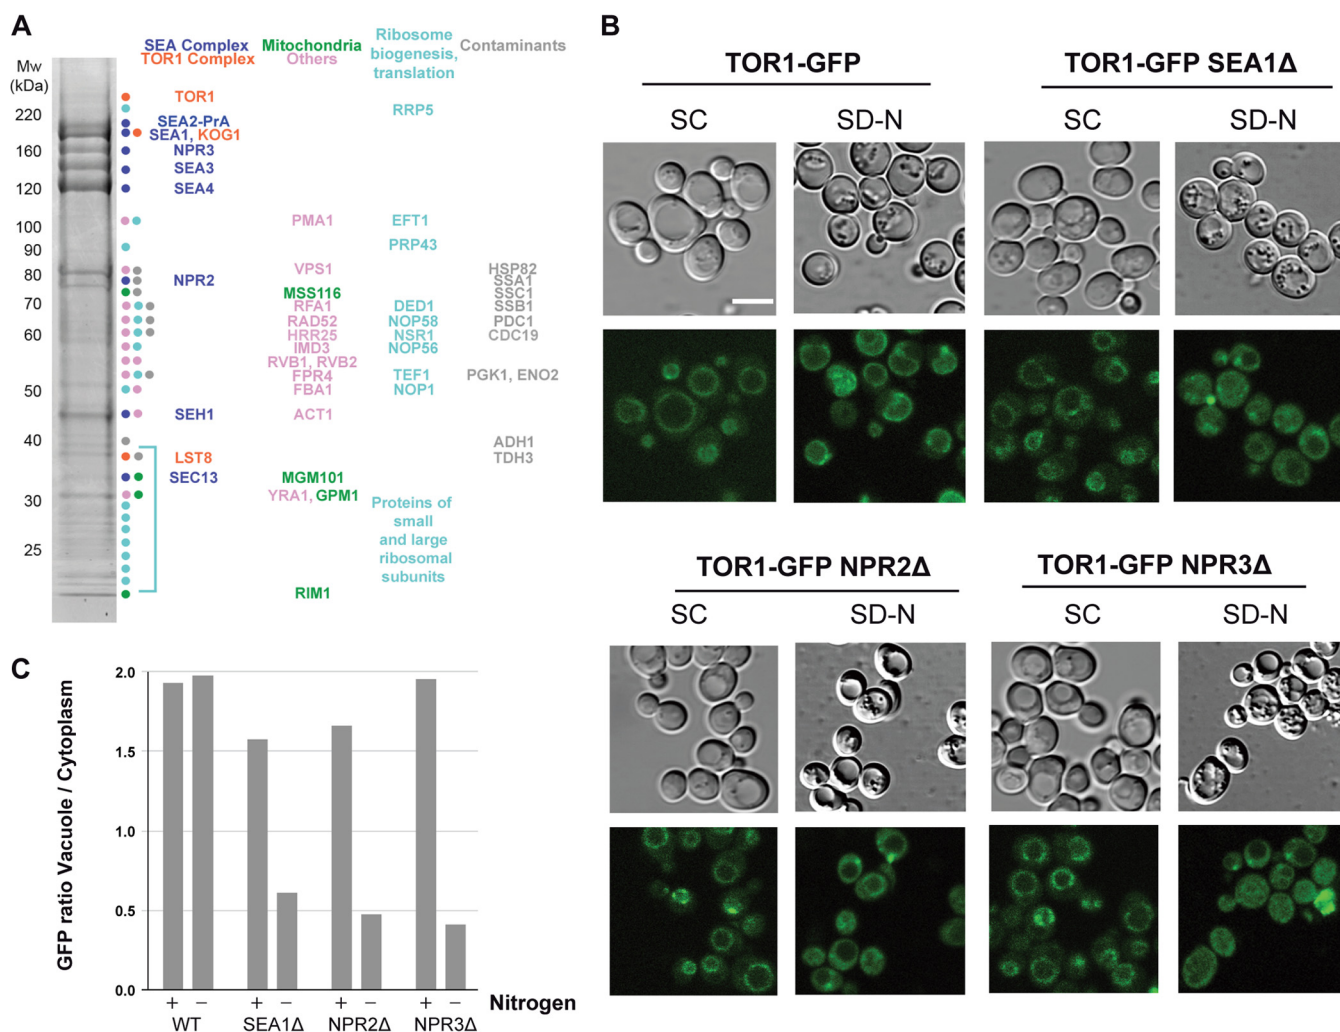 A
SEA Complex
TOR1 Complex
Mitochondria
Others
Ribosome
biogenesis,
translation
Contaminants
Mw
(kDa)
220
160
120
100
90
80
70
60
50
40
30
25
TOR1
RRP5
SEA2-PrA
SEA1, KOG1
NPR3
SEA3
SEA4
PMA1 EFT1
PRP43
VPS1 HSP82
NPR2 SSA1
MSS116 SSC1
RFA1 DED1 SSB1
RAD52 NOP58 PDC1
HRR25 NSR1 CDC19
IMD3 NOP56
RVB1, RVB2
FPR4 TEF1 PGK1, ENO2
FBA1 NOP1
SEH1 ACT1
ADH1
LST8 TDH3
SEC13 MGM101
YRA1, GPM1
Proteins of
small
and large
ribosomal
subunits
RIM1
B
TOR1-GFP
SC SD-N
TOR1-GFP SEA1Δ
SC SD-N
TOR1-GFP NPR2Δ
SC SD-N
TOR1-GFP NPR3Δ
SC SD-N
C
GFP ratio Vacuole / Cytoplasm
2.0
1.5
1.0
0.5
0.0
+ − + − + − + − Nitrogen
WT SEA1Δ NPR2Δ NPR3Δ